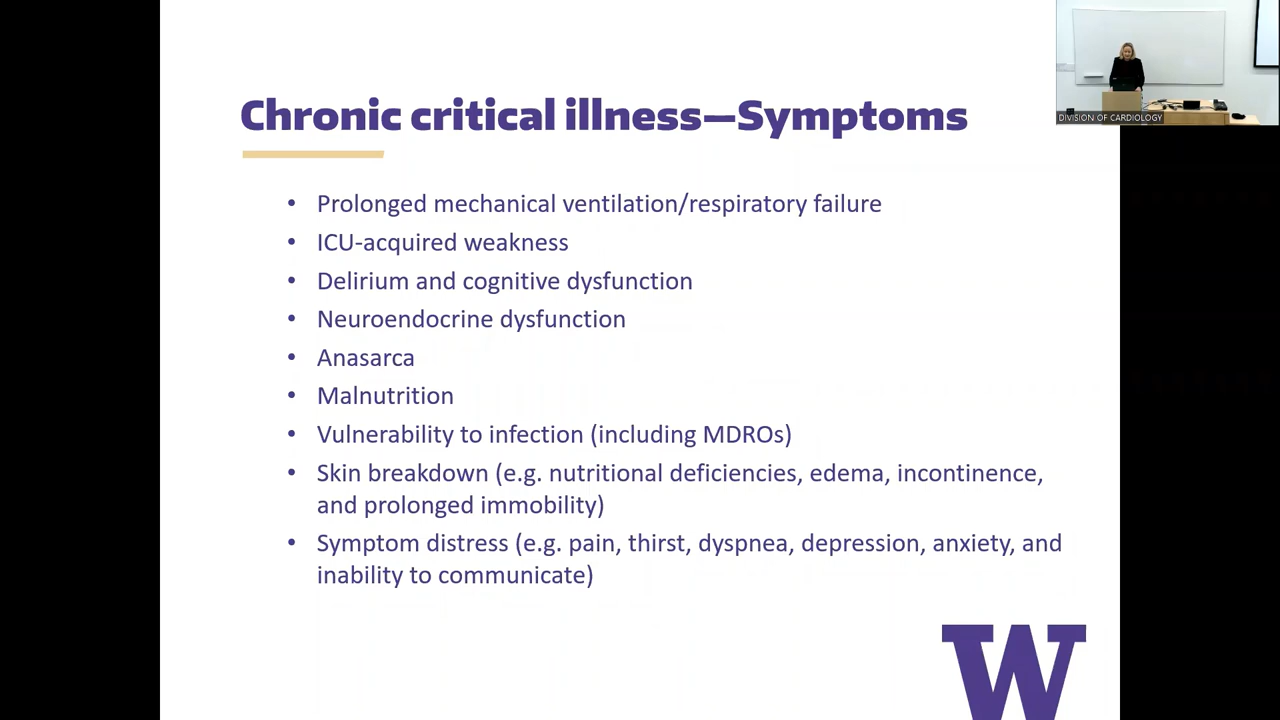 Chronic critical illness—Symptoms
• Prolonged mechanical ventilation/respiratory failure
• ICU-acquired weakness
• Delirium and cognitive dysfunction
• Neuroendocrine dysfunction
• Anasarca
• Malnutrition
• Vulnerability to infection (including MDROs)
• Skin breakdown (e.g. nutritional deficiencies, edema, incontinence,
and prolonged immobility)
• Symptom distress (e.g. pain, thirst, dyspnea, depression, anxiety, and
inability to communicate)
W
DIVISION OF CARDIOLOGY